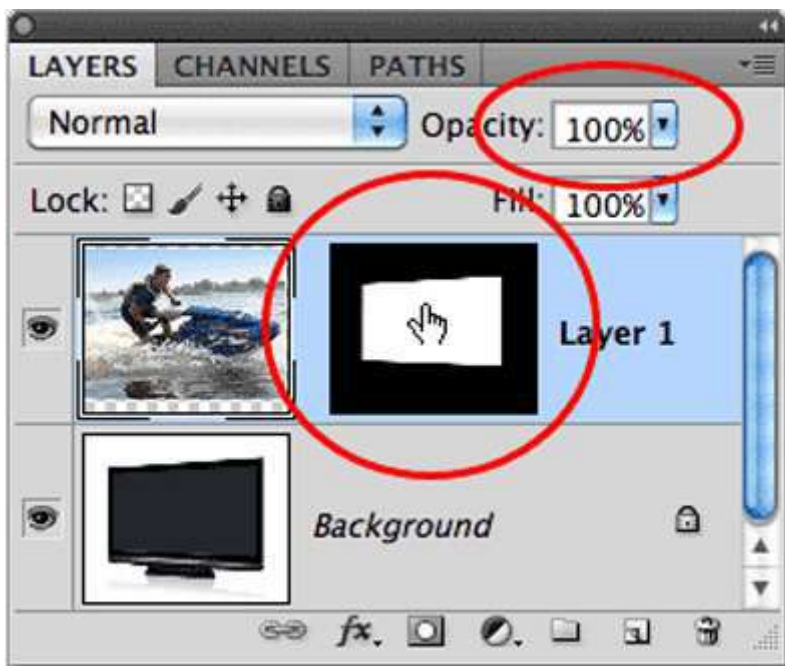 LAYERS CHANNELS PATHS
Normal Opacity: 100%
Lock: Fill: 100%
Layer 1
Background
fx.